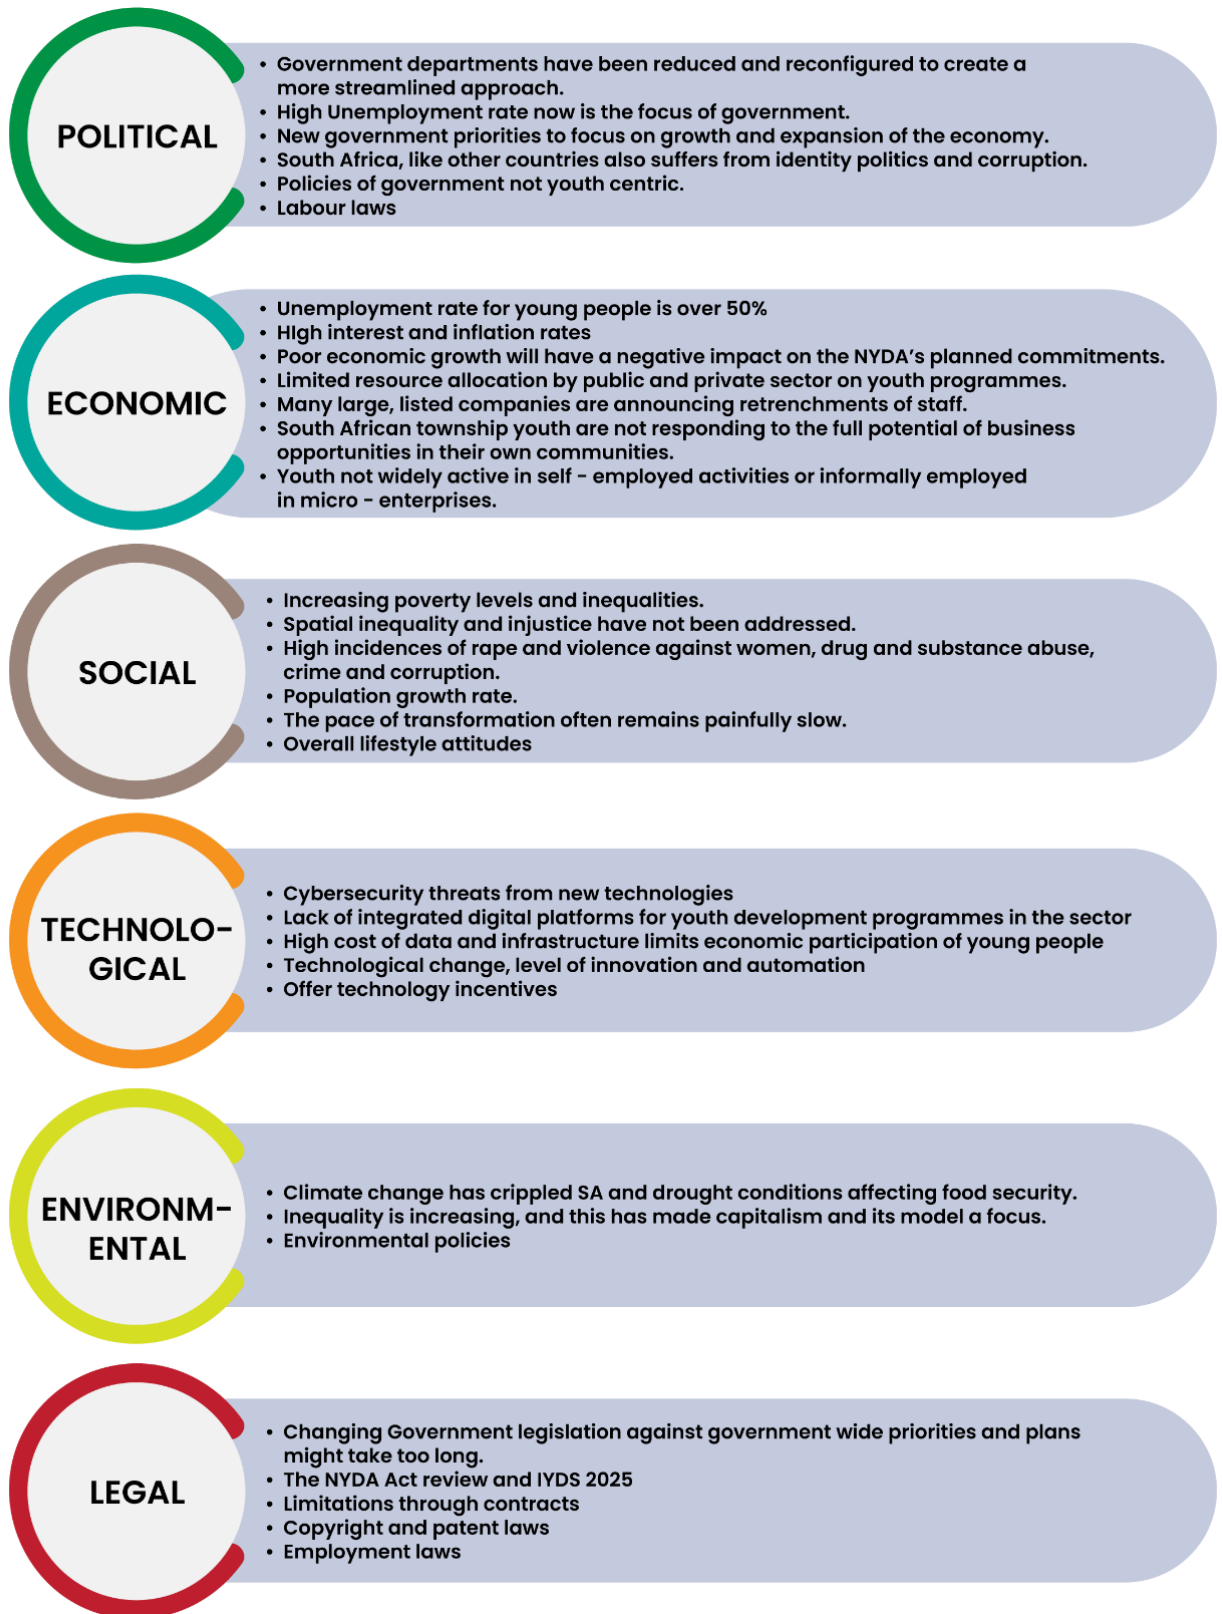 POLITICAL
• Government departments have been reduced and reconfigured to create a
more streamlined approach.
• High Unemployment rate now is the focus of government.
• New government priorities to focus on growth and expansion of the economy.
• South Africa, like other countries also suffers from identity politics and corruption.
• Policies of government not youth centric.
• Labour laws
ECONOMIC
• Unemployment rate for young people is over 50%
• HIgh interest and inflation rates
• Poor economic growth will have a negative impact on the NYDA's planned commitments.
• Limited resource allocation by public and private sector on youth programmes.
• Many large, listed companies are announcing retrenchments of staff.
• South African township youth are not responding to the full potential of business
opportunities in their own communities.
• Youth not widely active in self - employed activities or informally employed
in micro - enterprises.
SOCIAL
• Increasing poverty levels and inequalities.
• Spatial inequality and injustice have not been addressed.
• High incidences of rape and violence against women, drug and substance abuse,
crime and corruption.
• Population growth rate.
• The pace of transformation often remains painfully slow.
• Overall lifestyle attitudes
TECHNOLO-
GICAL
• Cybersecurity threats from new technologies
• Lack of integrated digital platforms for youth development programmes in the sector
• High cost of data and infrastructure limits economic participation of young people
• Technological change, level of innovation and automation
• Offer technology incentives
ENVIRONM-
ENTAL
• Climate change has crippled SA and drought conditions affecting food security.
• Inequality is increasing, and this has made capitalism and its model a focus.
• Environmental policies
LEGAL
• Changing Government legislation against government wide priorities and plans
might take too long.
• The NYDA Act review and IYDS 2025
• Limitations through contracts
• Copyright and patent laws
• Employment laws